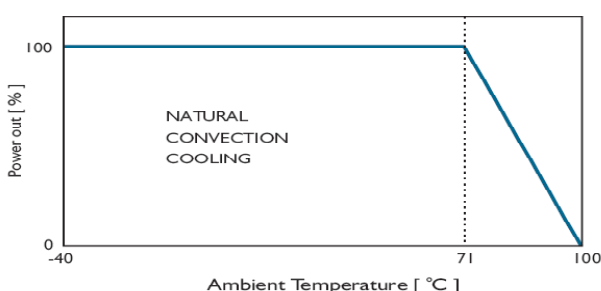 100
Power out [ % ]
NATURAL
CONVECTION
COOLING
0
-40
71
100
Ambient Temperature [ °C ]